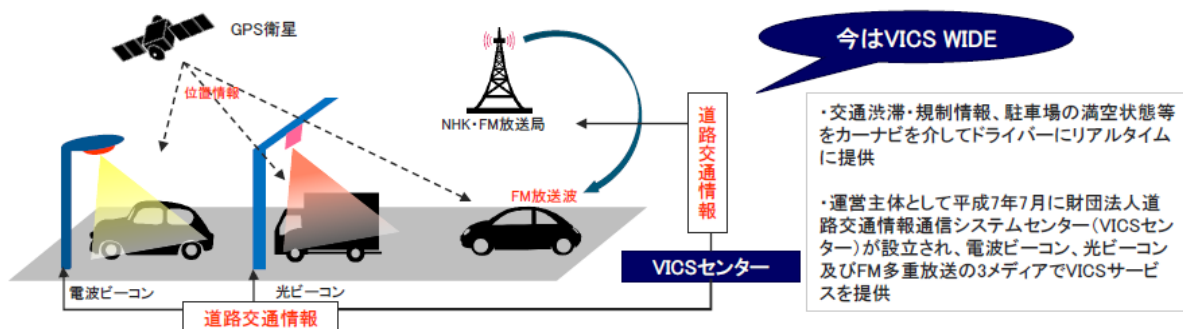 GPS衛星
今はVICS WIDE
位置情報
NHK・FM放送局
道路交通情報
・交通渋滞・規制情報、駐車場の満空状態等
をカーナビを介してドライバーにリアルタイム
に提供
FM放送波
・運営主体として平成7年7月に財団法人道
路交通情報通信システムセンター(VICSセン
ター)が設立され、電波ビーコン、光ビーコン
及びFM多重放送の3メディアでVICSサービ
スを提供
VICSセンター
電波ビーコン
光ビーコン
道路交通情報